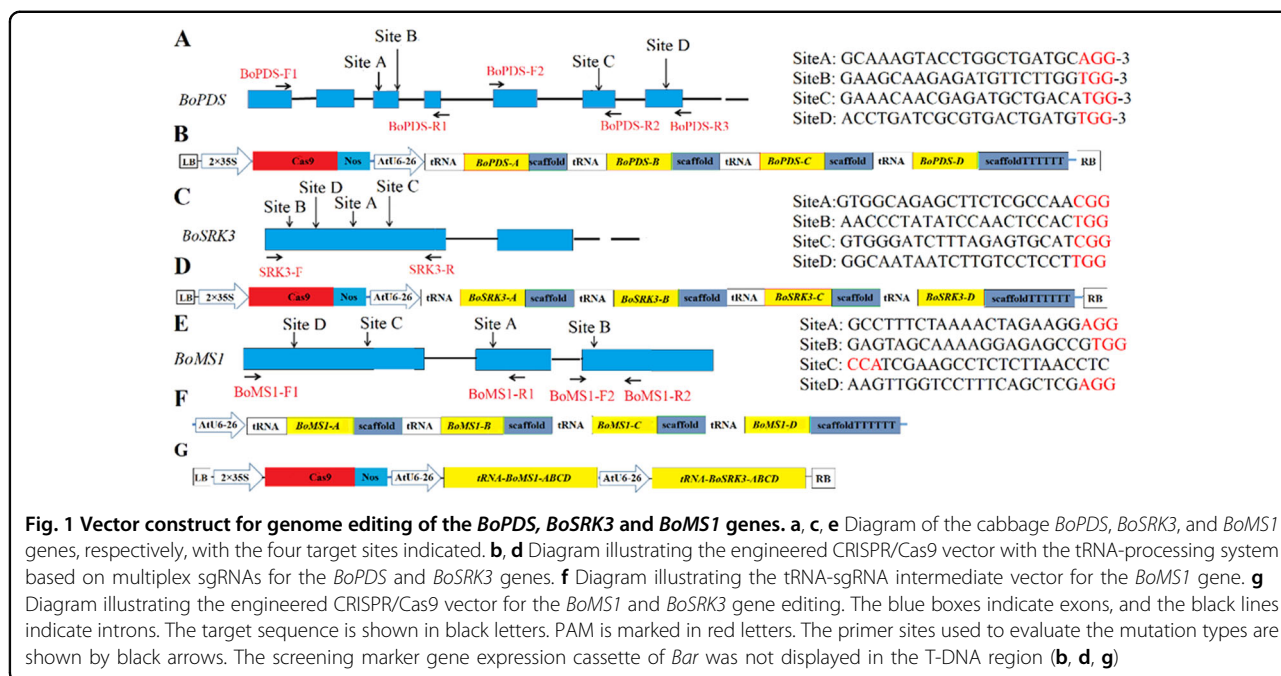 A
Site B
Site A
Site D
Site C
BoPDS-F1
BoPDS-F2
BoPDS
BoPDS-R1
BoPDS-R2
BoPDS-R3
SiteA: GCAAAGTACCTGGCTGATGCAGG-3
SiteB: GAAGCAAGAGATGTTCTTGGTGG-3
SiteC: GAAACAACGAGATGCTGACATGG-3
SiteD: ACCTGATCGCGTGACTGATGTGG-3
B
LB 2×35S Cas9 Nos AtU6-26 tRNA BoPDS-A scaffold tRNA BoPDS-B scaffold tRNA BoPDS-C scaffold tRNA BoPDS-D scaffoldTTTTTT RB
C
Site D
Site C
Site B
Site A
BoSRK3
SRK3-F
SRK3-R
SiteA:GTGGCAGAGCTTCTCGCCAACGG
SiteB: AACCCTATATCCAACTCCACTGG
SiteC: GTGGGATCTTTAGAGTGCATCGG
SiteD: GGCAATAATCTTGTCCTCCTTGG
D
LB 2×35S Cas9 Nos AtU6-26 tRNA BoSRK3-A scaffold tRNA BoSRK3-B scaffold tRNA BoSRK3-C scaffold tRNA BoSRK3-D scaffoldTTTTTT RB
E
Site D
Site C
Site A
Site B
BoMS1
BoMS1-F1
BoMS1-R1
BoMS1-F2
BoMS1-R2
SiteA: GCCTTTCTAAAACTAGAAGGAGG
SiteB: GAGTAGCAAAAGGAGAGCCGTGG
SiteC: CCATCGAAGCCTCTCTTAACCTC
SiteD: AAGTTGGTCCTTTCAGCTCGAGG
F
AtU6-26 tRNA BoMS1-A scaffold tRNA BoMS1-B scaffold tRNA BoMS1-C scaffold tRNA BoMS1-D scaffoldTTTTTT
G
LB 2×35S Cas9 Nos AtU6-26 tRNA-BoMS1-ABCD AtU6-26 tRNA-BoSRK3-ABCD RB
Fig. 1 Vector construct for genome editing of the BoPDS, BoSRK3 and BoMS1 genes. a, c, e Diagram of the cabbage BoPDS, BoSRK3, and BoMS1
genes, respectively, with the four target sites indicated. b, d Diagram illustrating the engineered CRISPR/Cas9 vector with the tRNA-processing system
based on multiplex sgRNAs for the BoPDS and BoSRK3 genes. f Diagram illustrating the tRNA-sgRNA intermediate vector for the BoMS1 gene. g
Diagram illustrating the engineered CRISPR/Cas9 vector for the BoMS1 and BoSRK3 gene editing. The blue boxes indicate exons, and the black lines
indicate introns. The target sequence is shown in black letters. PAM is marked in red letters. The primer sites used to evaluate the mutation types are
shown by black arrows. The screening marker gene expression cassette of Bar was not displayed in the T-DNA region (b, d, g)